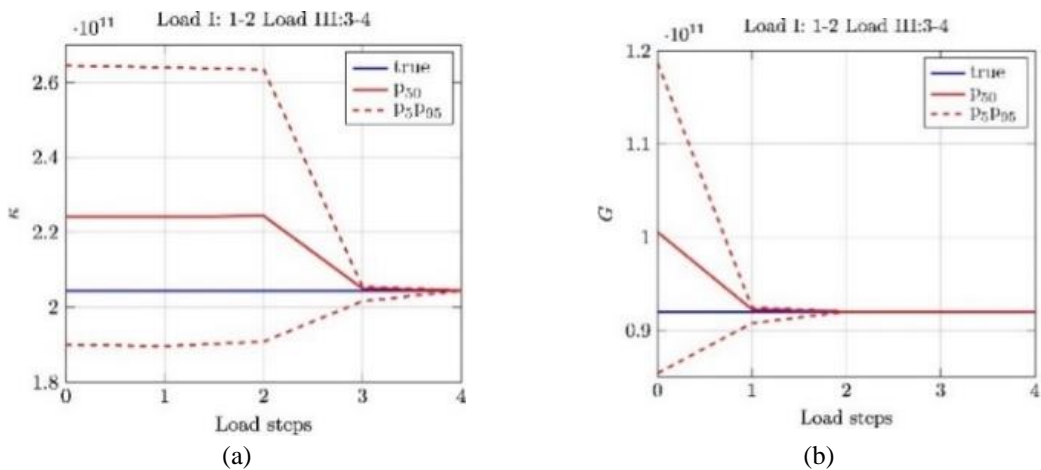 Load I: 1-2 Load III:3-4
·10¹¹
true
p₅₀
p₅p₉₅
2.6
2.4
2.2
2
1.8
κ
0 1 2 3 4
Load steps
(a)
Load I: 1-2 Load III:3-4
·10¹¹
true
p₅₀
p₅p₉₅
1.2
1.1
1
0.9
G
0 1 2 3 4
Load steps
(b)